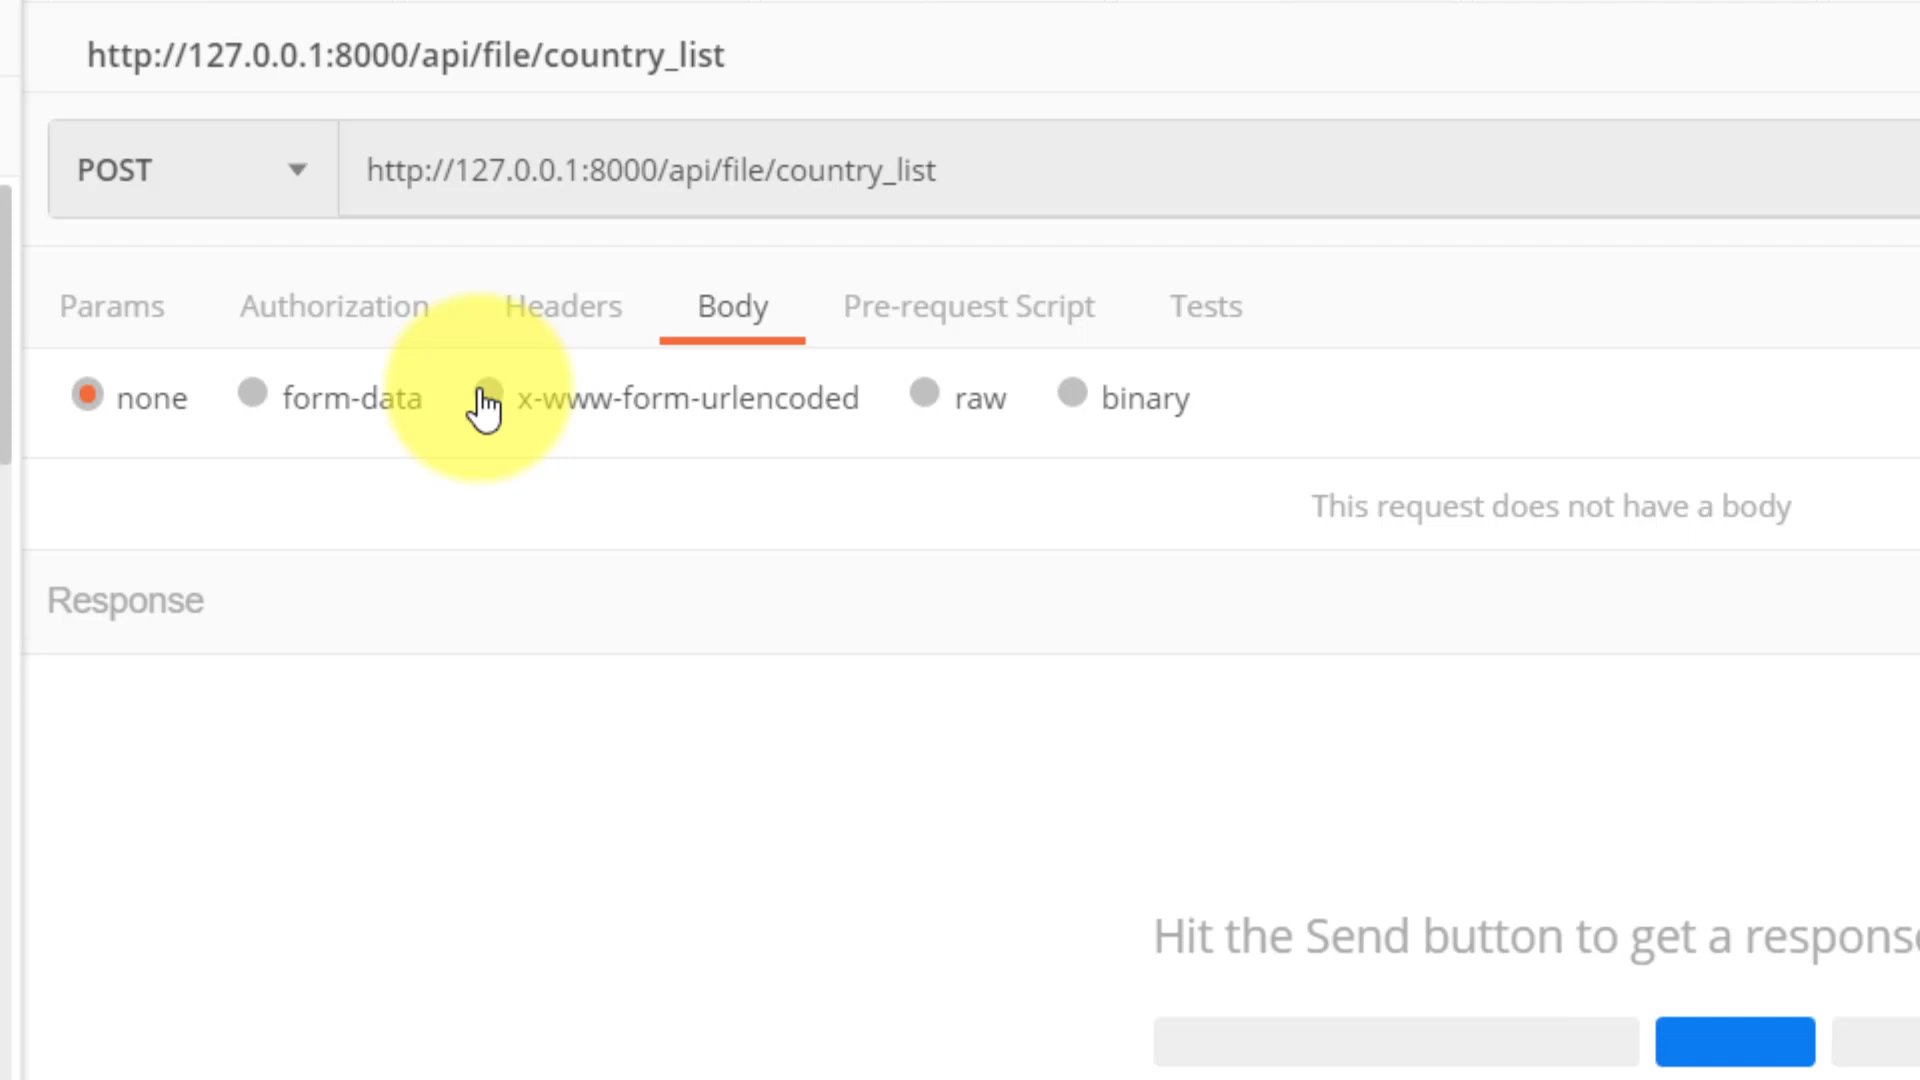 http://127.0.0.1:8000/api/file/country_list
POST http://127.0.0.1:8000/api/file/country_list
Params Authorization Headers Body Pre-request Script Tests
none form-data x-www-form-urlencoded raw binary
This request does not have a body
Response
Hit the Send button to get a response